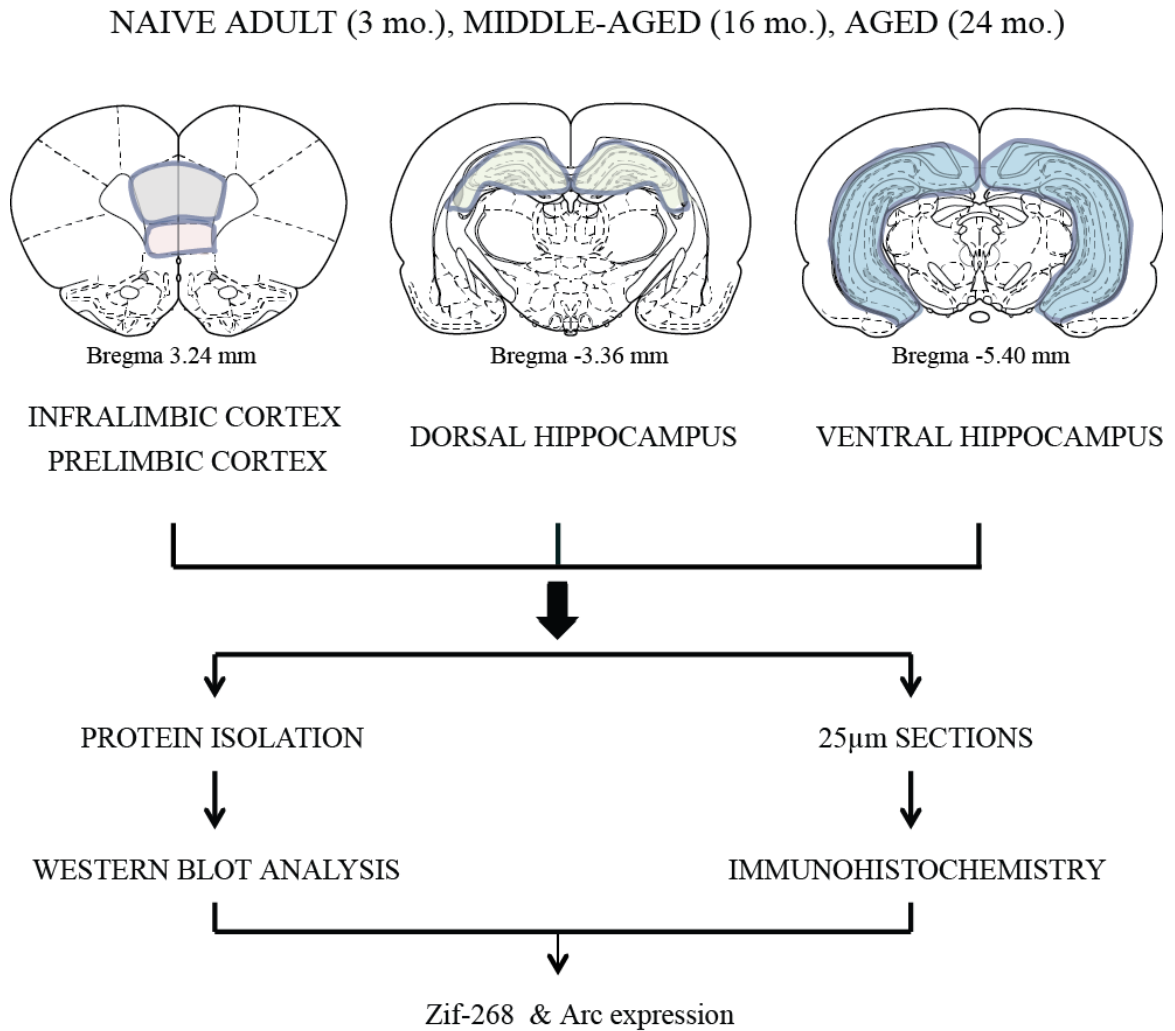 NAIVE ADULT (3 mo.), MIDDLE-AGED (16 mo.), AGED (24 mo.)
Bregma 3.24 mm
Bregma -3.36 mm
Bregma -5.40 mm
INFRALIMBIC CORTEX
PRELIMBIC CORTEX
DORSAL HIPPOCAMPUS
VENTRAL HIPPOCAMPUS
PROTEIN ISOLATION
25µm SECTIONS
WESTERN BLOT ANALYSIS
IMMUNOHISTOCHEMISTRY
Zif-268 & Arc expression